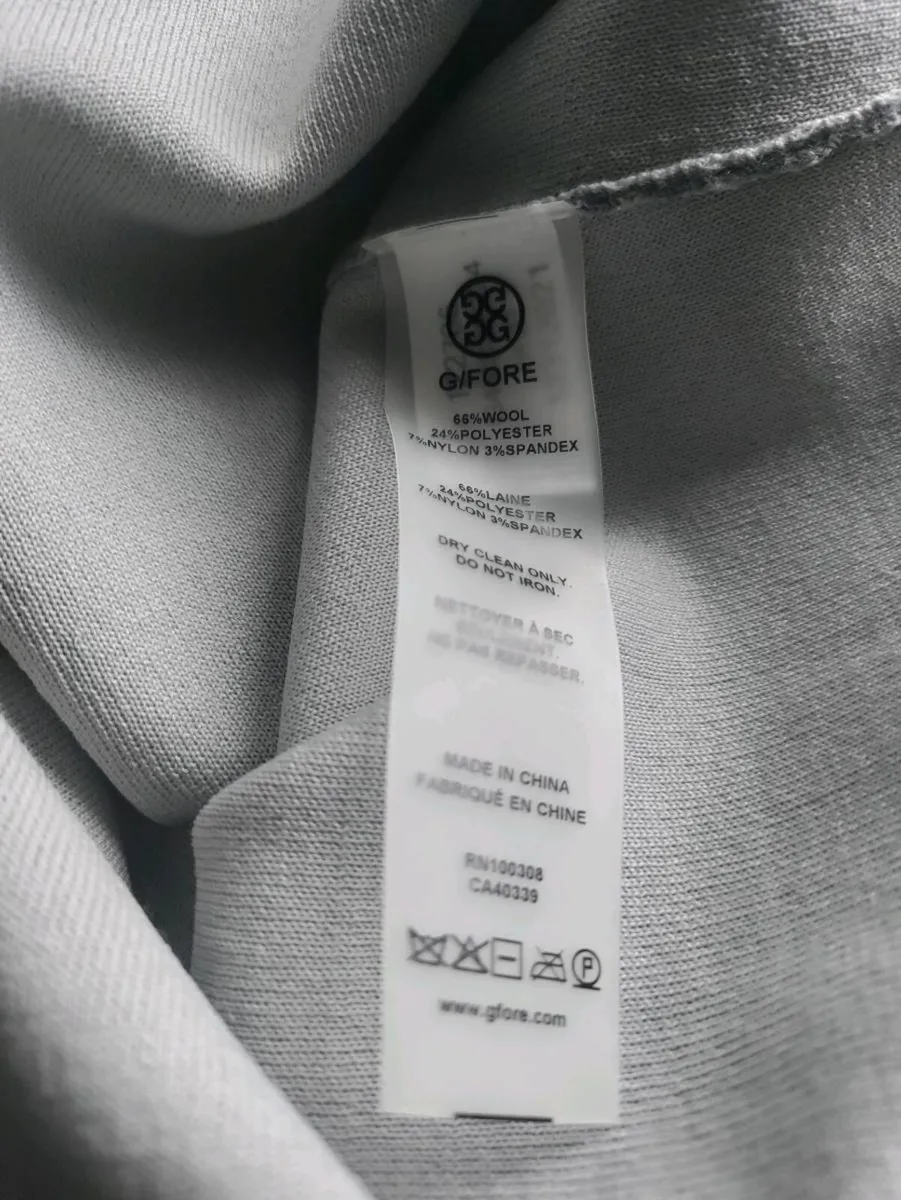 G/FORE
66%WOOL
24%POLYESTER
7%NYLON 3%SPANDEX
66%LAINE
24%POLYESTER
7%NYLON 3%SPANDEX
DRY CLEAN ONLY.
DO NOT IRON.
NETTOYER À SEC
SEULEMENT.
NE PAS REPASSER.
MADE IN CHINA
FABRIQUÉ EN CHINE
RN100308
CA40339
P
www.gfore.com